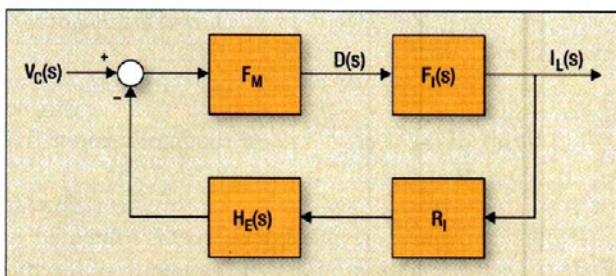 V_C(s)
+
−
F_M
D(s)
F_I(s)
I_L(s)
H_E(s)
R_I